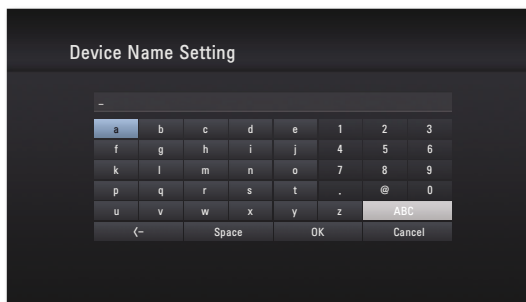 Device Name Setting
_
a b c d e 1 2 3
f g h i j 4 5 6
k l m n o 7 8 9
p q r s t . @ 0
u v w x y z ABC
<- Space OK Cancel